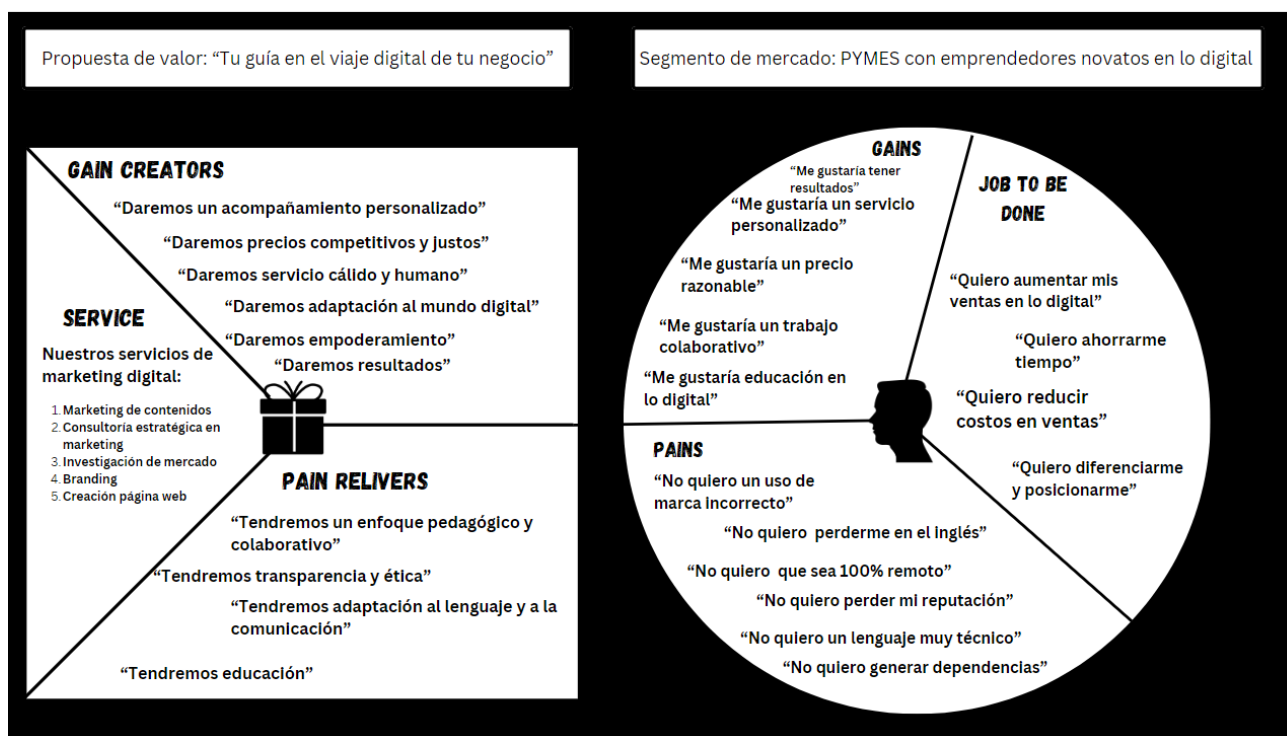 Propuesta de valor: “Tu guía en el viaje digital de tu negocio”
Segmento de mercado: PYMES con emprendedores novatos en lo digital
GAIN CREATORS
“Daremos un acompañamiento personalizado”
“Daremos precios competitivos y justos”
“Daremos servicio cálido y humano”
“Daremos adaptación al mundo digital”
“Daremos empoderamiento”
“Daremos resultados”
SERVICE
Nuestros servicios de
marketing digital:
1. Marketing de contenidos
2. Consultoría estratégica en
marketing
3. Investigación de mercado
4. Branding
5. Creación página web
PAIN RELIVERS
“Tendremos un enfoque pedagógico y
colaborativo”
“Tendremos transparencia y ética”
“Tendremos adaptación al lenguaje y a la
comunicación”
“Tendremos educación”
GAINS
“Me gustaría tener
resultados”
“Me gustaría un servicio
personalizado”
“Me gustaría un precio
razonable”
“Me gustaría un trabajo
colaborativo”
“Me gustaría educación en
lo digital”
JOB TO BE
DONE
“Quiero aumentar mis
ventas en lo digital”
“Quiero ahorrarme
tiempo”
“Quiero reducir
costos en ventas”
“Quiero diferenciarme
y posicionarme”
PAINS
“No quiero un uso de
marca incorrecto”
“No quiero perderme en el inglés”
“No quiero que sea 100% remoto”
“No quiero perder mi reputación”
“No quiero un lenguaje muy técnico”
“No quiero generar dependencias”